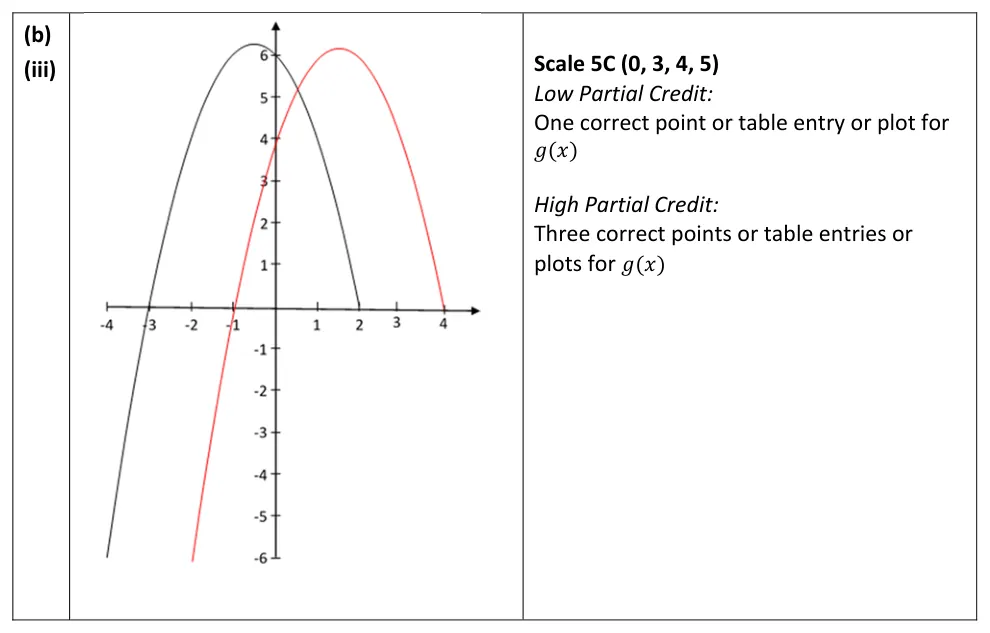 (b)
(iii)
6
5
4
3
2
1
-4 -3 -2 -1 1 2 3 4
-1
-2
-3
-4
-5
-6
Scale 5C (0, 3, 4, 5)
Low Partial Credit:
One correct point or table entry or plot for
g(x)
High Partial Credit:
Three correct points or table entries or
plots for g(x)